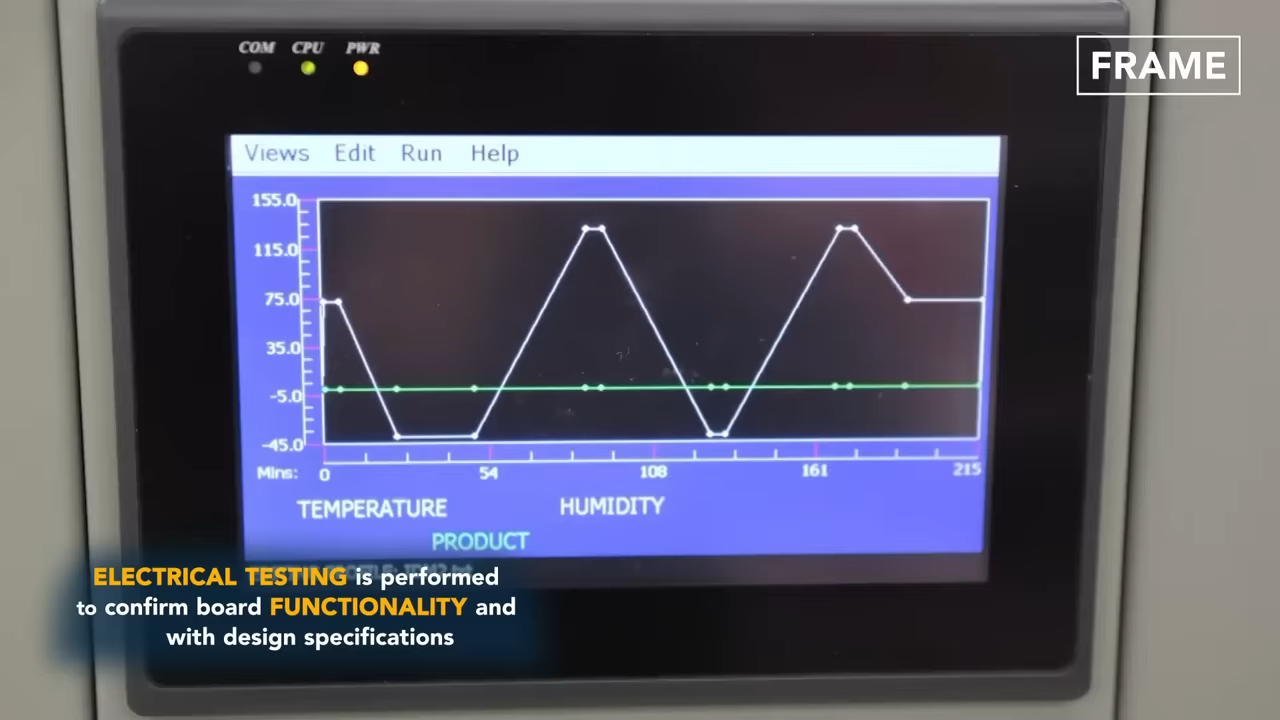 COM CPU PWR
FRAME
Views Edit Run Help
155.0
115.0
75.0
35.0
-5.0
-45.0
Mins: 0 54 108 161 215
TEMPERATURE HUMIDITY
PRODUCT
ELECTRICAL TESTING is performed
to confirm board FUNCTIONALITY and
with design specifications